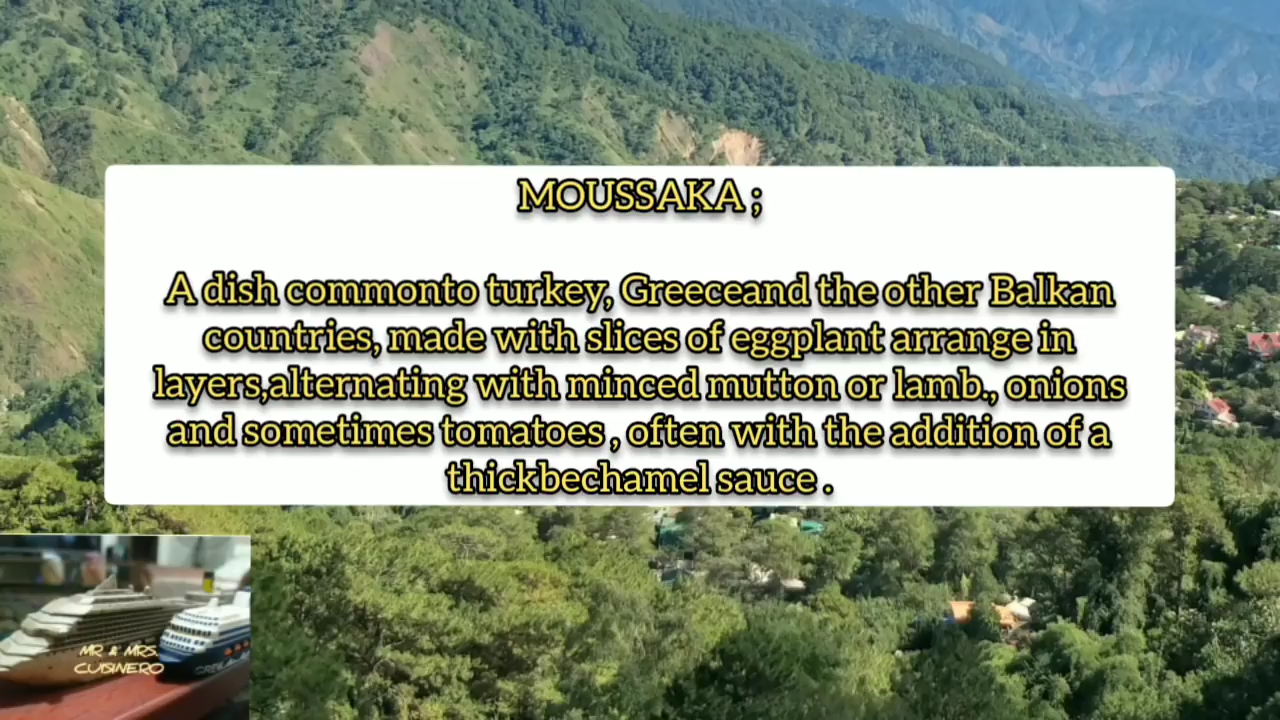 MOUSSAKA ;
A dish commonto turkey, Greeceand the other Balkan
countries, made with slices of eggplant arrange in
layers,alternating with minced mutton or lamb., onions
and sometimes tomatoes , often with the addition of a
thickbechamel sauce .
MR & MRS.
CUISINERO